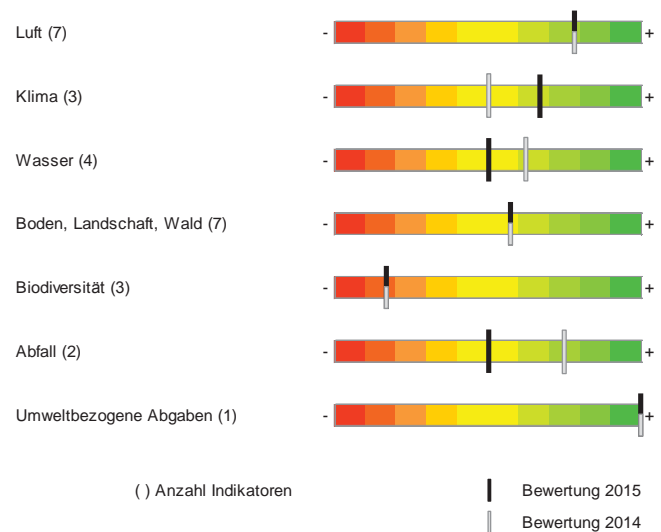 Luft (7) - +
Klima (3) - +
Wasser (4) - +
Boden, Landschaft, Wald (7) - +
Biodiversität (3) - +
Abfall (2) - +
Umweltbezogene Abgaben (1) - +
( ) Anzahl Indikatoren Bewertung 2015
Bewertung 2014